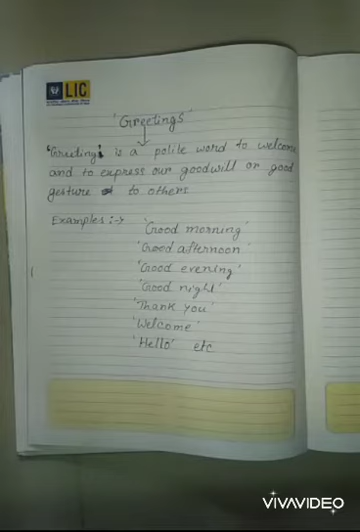 LIC
'Greetings'
'Greeting' is a polite word to welcome
and to express our goodwill or good
gesture to others
Examples :->
'Good morning'
'Good afternoon'
'Good evening'
'Good night'
'Thank you'
'Welcome'
'Hello' etc
VIVAVIDEO